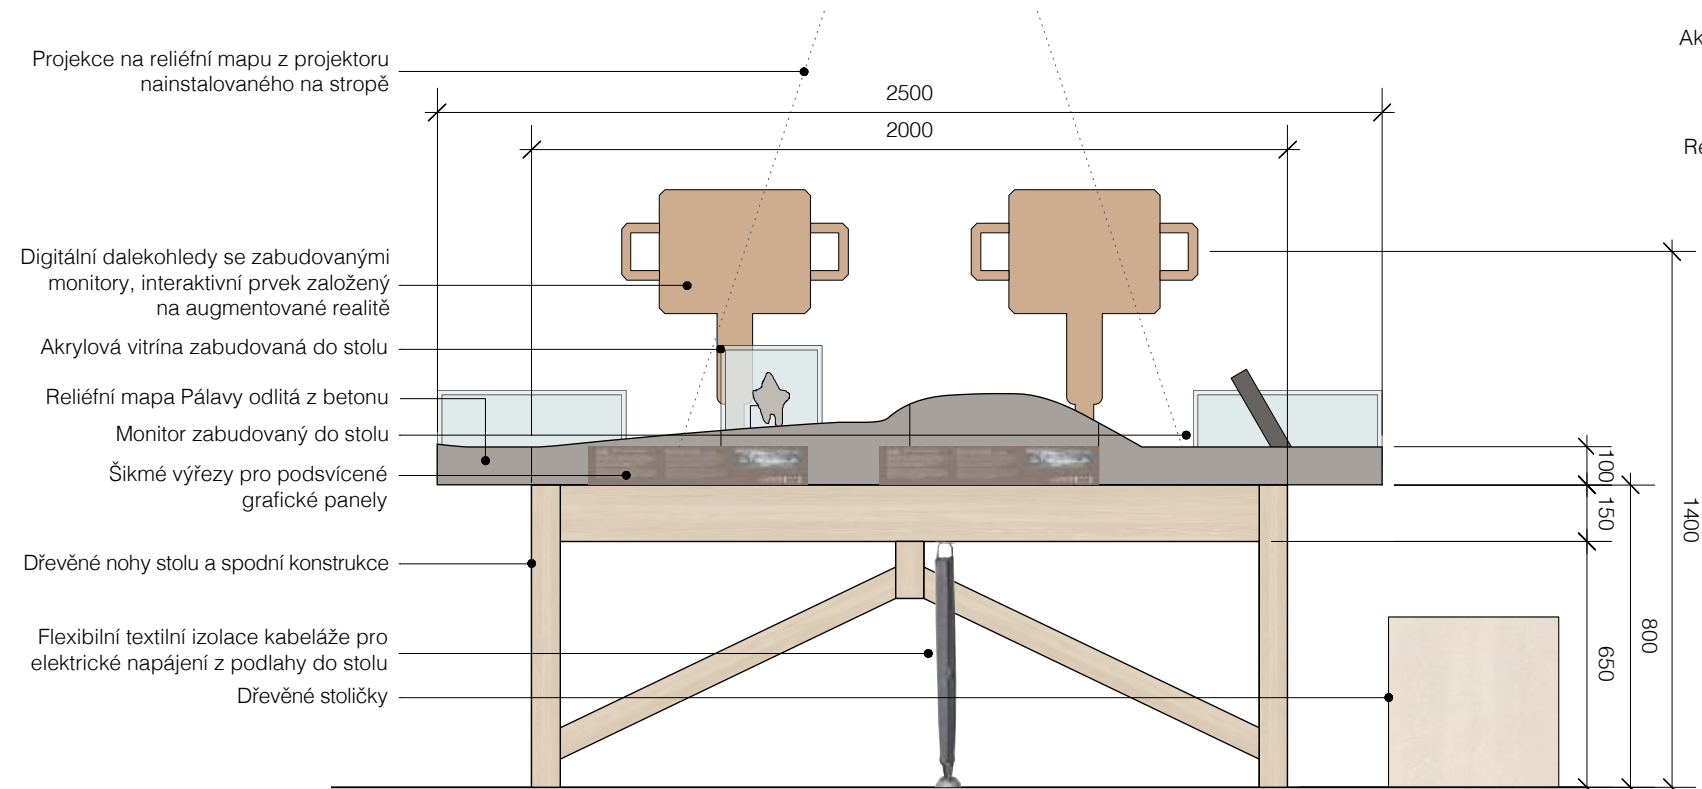 Projekce na reliéfní mapu z projektoru
nainstalovaného na stropě
Ak
2500
2000
Re
Digitální dalekohledy se zabudovanými
monitory, interaktivní prvek založený
na augmentované realitě
Akrylová vitrína zabudovaná do stolu
Reliéfní mapa Pálavy odlitá z betonu
Monitor zabudovaný do stolu
Šikmé výřezy pro podsvícené
grafické panely
100
150
1400
Dřevěné nohy stolu a spodní konstrukce
Flexibilní textilní izolace kabeláže pro
elektrické napájení z podlahy do stolu
800
650
Dřevěné stoličky